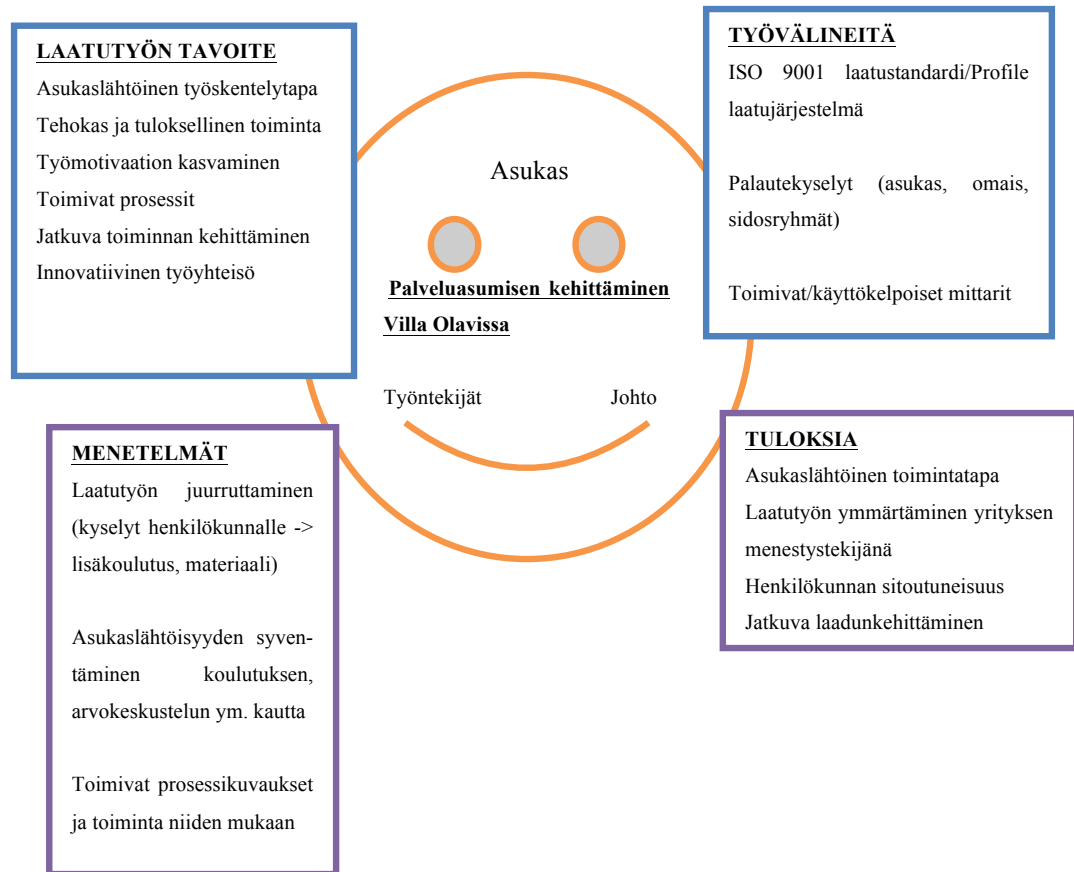 LAATUTYÖN TAVOITE
Asukaslähtöinen työskentelytapa
Tehokas ja tuloksellinen toiminta
Työmotivaation kasvaminen
Toimivat prosessit
Jatkuva toiminnan kehittäminen
Innovatiivinen työyhteisö
TYÖVÄLINEITÄ
ISO 9001 laatustandardi/Profile
laatujärjestelmä
Palautekyselyt (asukas, omais,
sidosryhmät)
Toimivat/käyttökelpoiset mittarit
Asukas
Palveluasumisen kehittäminen
Villa Olavissa
Työntekijät Johto
MENETELMÄT
Laatutyön juurruttaminen
(kyselyt henkilökunnalle ->
lisäkoulutus, materiaali)
Asukaslähtöisyyden syven-
täminen koulutuksen,
arvokeskustelun ym. kautta
Toimivat prosessikuvaukset
ja toiminta niiden mukaan
TULOKSIA
Asukaslähtöinen toimintatapa
Laatutyön ymmärtäminen yrityksen
menestystekijänä
Henkilökunnan sitoutuneisuus
Jatkuva laadunkehittäminen